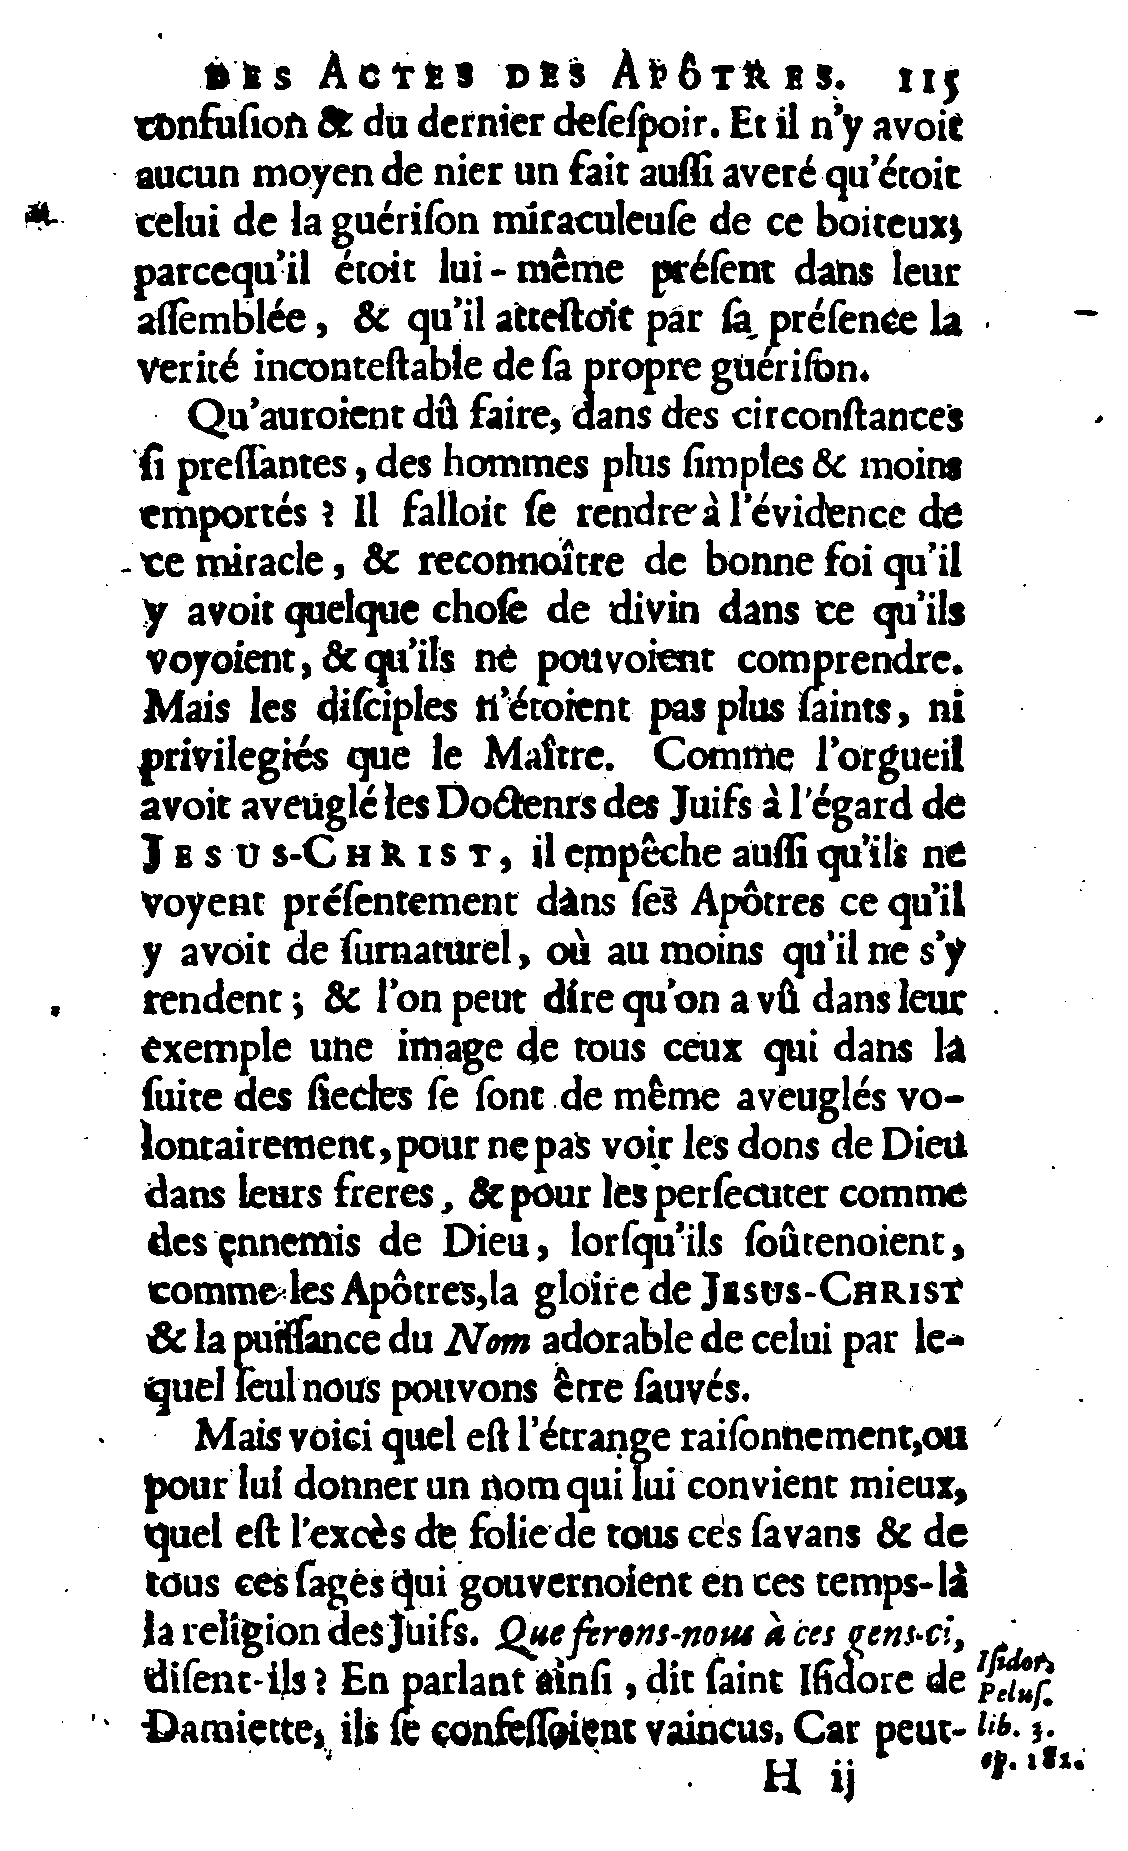 DES ACTES DES APÔTRES. 115
confuſion & du dernier deſeſpoir. Et il n'y avoit
aucun moyen de nier un fait auſſi averé qu'étoit
celui de la guériſon miraculeuſe de ce boiteux;
parcequ'il étoit lui-même préſent dans leur
aſſemblée, & qu'il atteſtoit par ſa préſence la
verité inconteſtable de ſa propre guériſon.
Qu'auroient dû faire, dans des circonſtances
ſi preſſantes, des hommes plus ſimples & moins
emportés? Il falloit ſe rendre à l'évidence de
ce miracle, & reconnoître de bonne foi qu'il
y avoit quelque choſe de divin dans ce qu'ils
voyoient, & qu'ils ne pouvoient comprendre.
Mais les diſciples n'étoient pas plus ſaints, ni
privilegiés que le Maître. Comme l'orgueil
avoit aveuglé les Doctenrs des Juifs à l'égard de
JESUS-CHRIST, il empêche auſſi qu'ils ne
voyent préſentement dans ſes Apôtres ce qu'il
y avoit de ſurnaturel, où au moins qu'il ne s'y
rendent; & l'on peut dire qu'on a vû dans leur
exemple une image de tous ceux qui dans la
ſuite des ſiecles ſe ſont de même aveuglés vo-
lontairement, pour ne pas voir les dons de Dieu
dans leurs freres, & pour les perſecuter comme
des ennemis de Dieu, lorſqu'ils ſoûtenoient,
comme les Apôtres, la gloire de JESUS-CHRIST
& la puiſſance du Nom adorable de celui par le-
quel ſeul nous pouvons être ſauvés.
Mais voici quel eſt l'étrange raiſonnement, ou
pour lui donner un nom qui lui convient mieux,
quel eſt l'excès de folie de tous ces ſavans & de
tous ces ſages qui gouvernoient en ces temps-là
la religion des Juifs. Que ferons-nous à ces gens-ci,
diſent-ils? En parlant ainſi, dit ſaint Iſidore de
Damiette, ils ſe confeſſoient vaincus. Car peut-
Iſidor.
Peluſ.
lib. 3.
ep. 181.
H ij